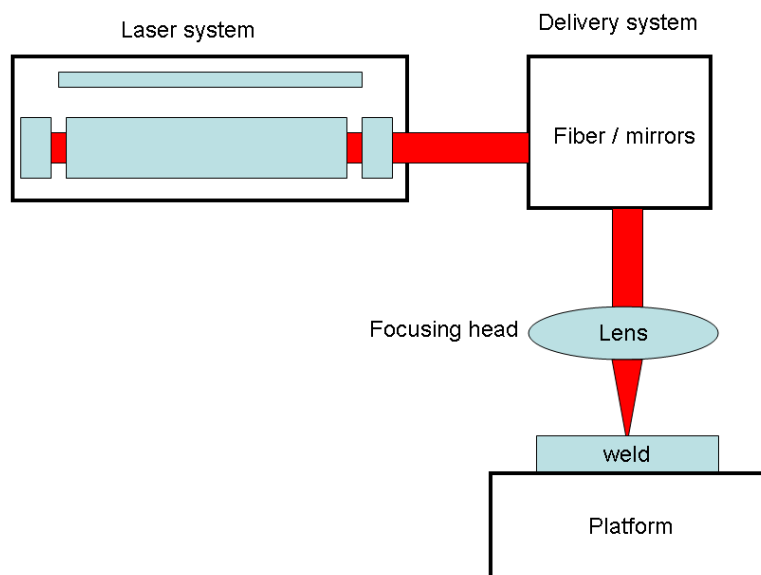 Laser system
Delivery system
Fiber / mirrors
Focusing head
Lens
weld
Platform